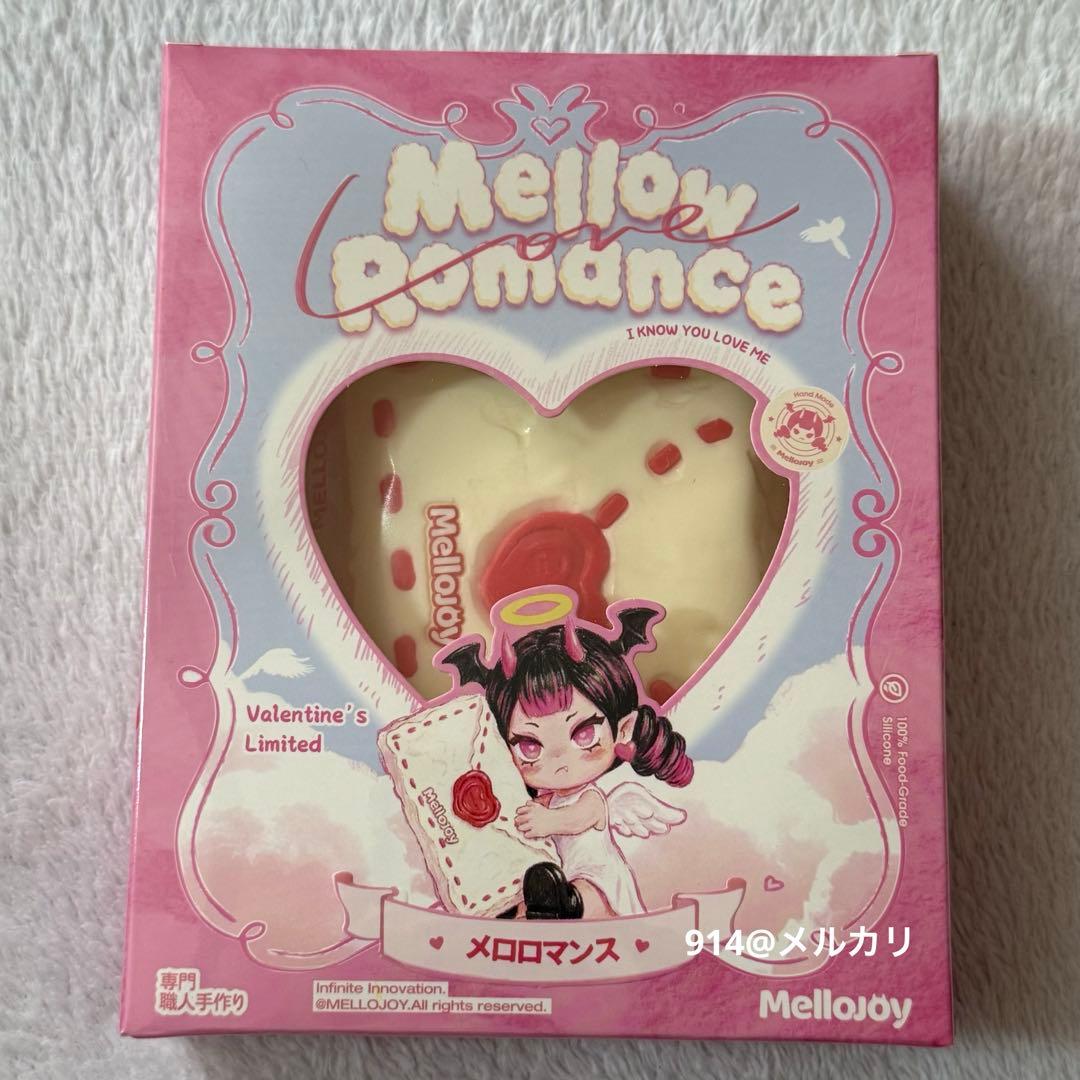 Mellow
Love
Romance
I KNOW YOU LOVE ME
Hand Made
MelloJoy
MELLO
MelloJOy
Valentine's
Limited
MelloJoy
100% Food-Grade
Silicone
メロロマンス
914@メルカリ
専門
職人手作り
Infinite Innovation.
@MELLOJOY.All rights reserved.
MelloJOy